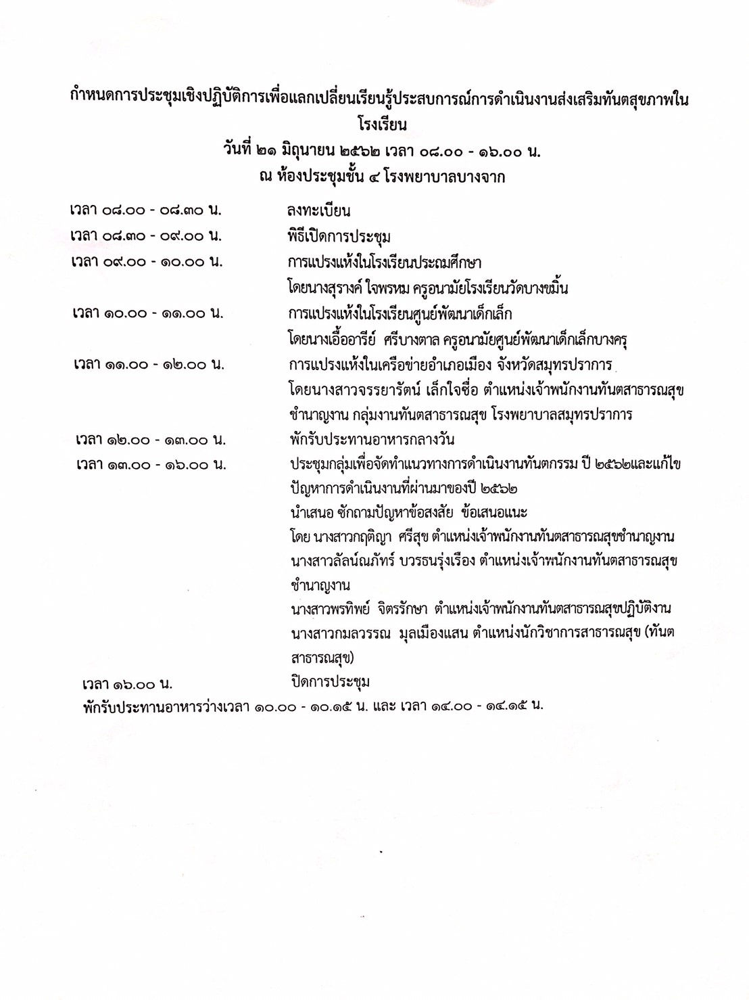 กำหนดการประชุมเชิงปฏิบัติการเพื่อแลกเปลี่ยนเรียนรู้ประสบการณ์การดำเนินงานส่งเสริมทันตสุขภาพใน
โรงเรียน
วันที่ ๒๑ มิถุนายน ๒๕๖๒ เวลา ๐๘.๐๐ - ๑๖.๐๐ น.
ณ ห้องประชุมชั้น ๔ โรงพยาบาลบางจาก
เวลา ๐๘.๐๐ - ๐๘.๓๐ น. ลงทะเบียน
เวลา ๐๘.๓๐ - ๐๙.๐๐ น. พิธีเปิดการประชุม
เวลา ๐๙.๐๐ - ๑๐.๐๐ น. การแปรงแห้งในโรงเรียนประถมศึกษา
โดยนางสุรางค์ ใจพรหม ครูอนามัยโรงเรียนวัดบางขมิ้น
เวลา ๑๐.๐๐ - ๑๑.๐๐ น. การแปรงแห้งในโรงเรียนศูนย์พัฒนาเด็กเล็ก
โดยนางเอื้ออารีย์ ศรีบางตาล ครูอนามัยศูนย์พัฒนาเด็กเล็กบางครุ
เวลา ๑๑.๐๐ - ๑๒.๐๐ น. การแปรงแห้งในเครือข่ายอำเภอเมือง จังหวัดสมุทรปราการ
โดยนางสาวจรรยารัตน์ เล็กใจซื่อ ตำแหน่งเจ้าพนักงานทันตสาธารณสุข
ชำนาญงาน กลุ่มงานทันตสาธารณสุข โรงพยาบาลสมุทรปราการ
เวลา ๑๒.๐๐ - ๑๓.๐๐ น. พักรับประทานอาหารกลางวัน
เวลา ๑๓.๐๐ - ๑๖.๐๐ น. ประชุมกลุ่มเพื่อจัดทำแนวทางการดำเนินงานทันตกรรม ปี ๒๕๖๒และแก้ไข
ปัญหาการดำเนินงานที่ผ่านมาของปี ๒๕๖๒
นำเสนอ ซักถามปัญหาข้อสงสัย ข้อเสนอแนะ
โดย นางสาวกฤติญา ศรีสุข ตำแหน่งเจ้าพนักงานทันตสาธารณสุขชำนาญงาน
นางสาวลัลน์ณภัทร์ บวรธนรุ่งเรือง ตำแหน่งเจ้าพนักงานทันตสาธารณสุข
ชำนาญงาน
นางสาวพรทิพย์ จิตรรักษา ตำแหน่งเจ้าพนักงานทันตสาธารณสุขปฏิบัติงาน
นางสาวกมลวรรณ มุลเมืองแสน ตำแหน่งนักวิชาการสาธารณสุข (ทันต
สาธารณสุข)
เวลา ๑๖.๐๐ น. ปิดการประชุม
พักรับประทานอาหารว่างเวลา ๑๐.๐๐ - ๑๐.๑๕ น. และ เวลา ๑๔.๐๐ - ๑๔.๑๕ น.